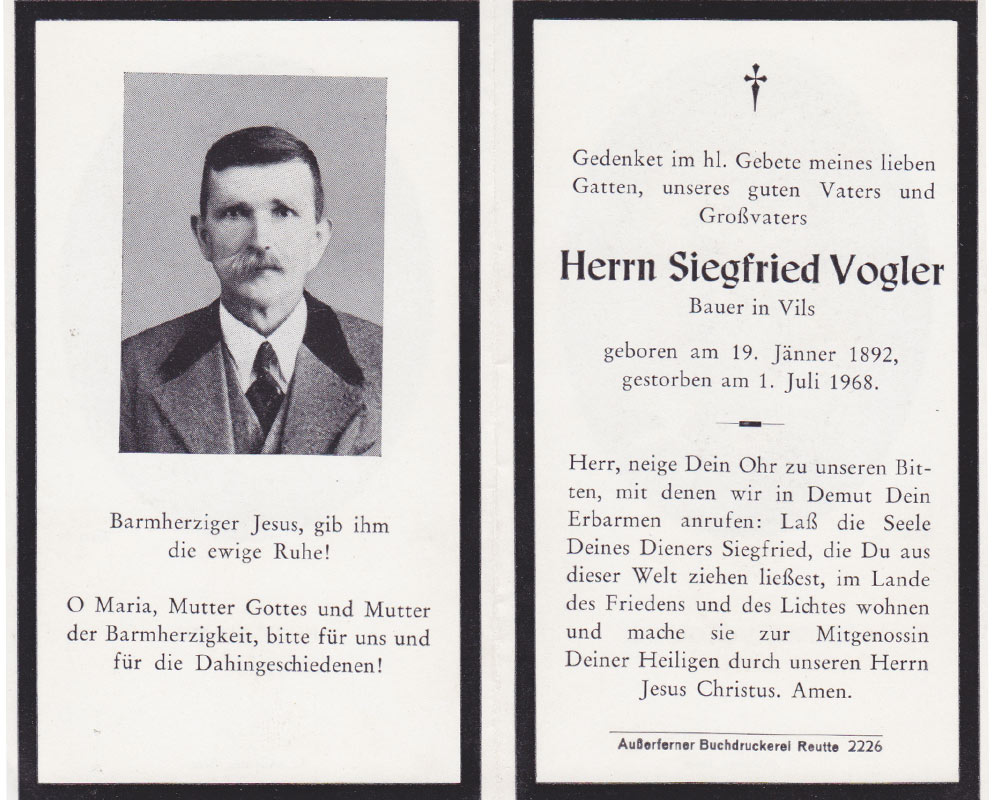 Barmherziger Jesus, gib ihm
die ewige Ruhe!
O Maria, Mutter Gottes und Mutter
der Barmherzigkeit, bitte für uns und
für die Dahingeschiedenen!
Gedenket im hl. Gebete meines lieben
Gatten, unseres guten Vaters und
Großvaters
Herrn Siegfried Vogler
Bauer in Vils
geboren am 19. Jänner 1892,
gestorben am 1. Juli 1968.
Herr, neige Dein Ohr zu unseren Bit-
ten, mit denen wir in Demut Dein
Erbarmen anrufen: Laß die Seele
Deines Dieners Siegfried, die Du aus
dieser Welt ziehen ließest, im Lande
des Friedens und des Lichtes wohnen
und mache sie zur Mitgenossin
Deiner Heiligen durch unseren Herrn
Jesus Christus. Amen.
Außerferner Buchdruckerei Reutte 2226